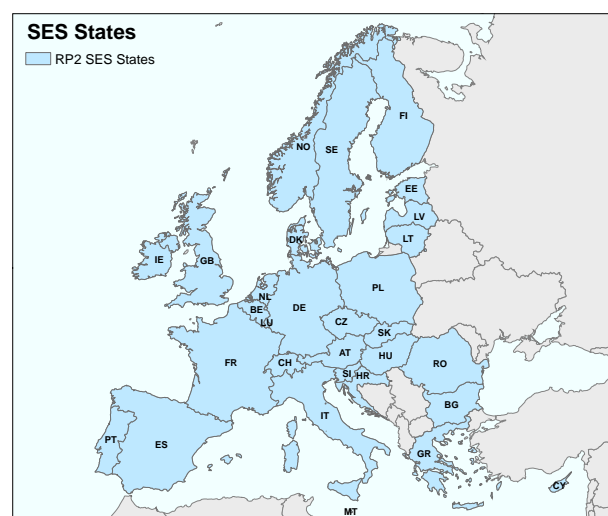 SES States
RP2 SES States
FI
NO
SE
EE
LV
DK
LT
IE
GB
NL
PL
BE
DE
LU
CZ
SK
FR
CH
AT
HU
RO
SI
HR
IT
BG
PT
ES
GR
CY
MT